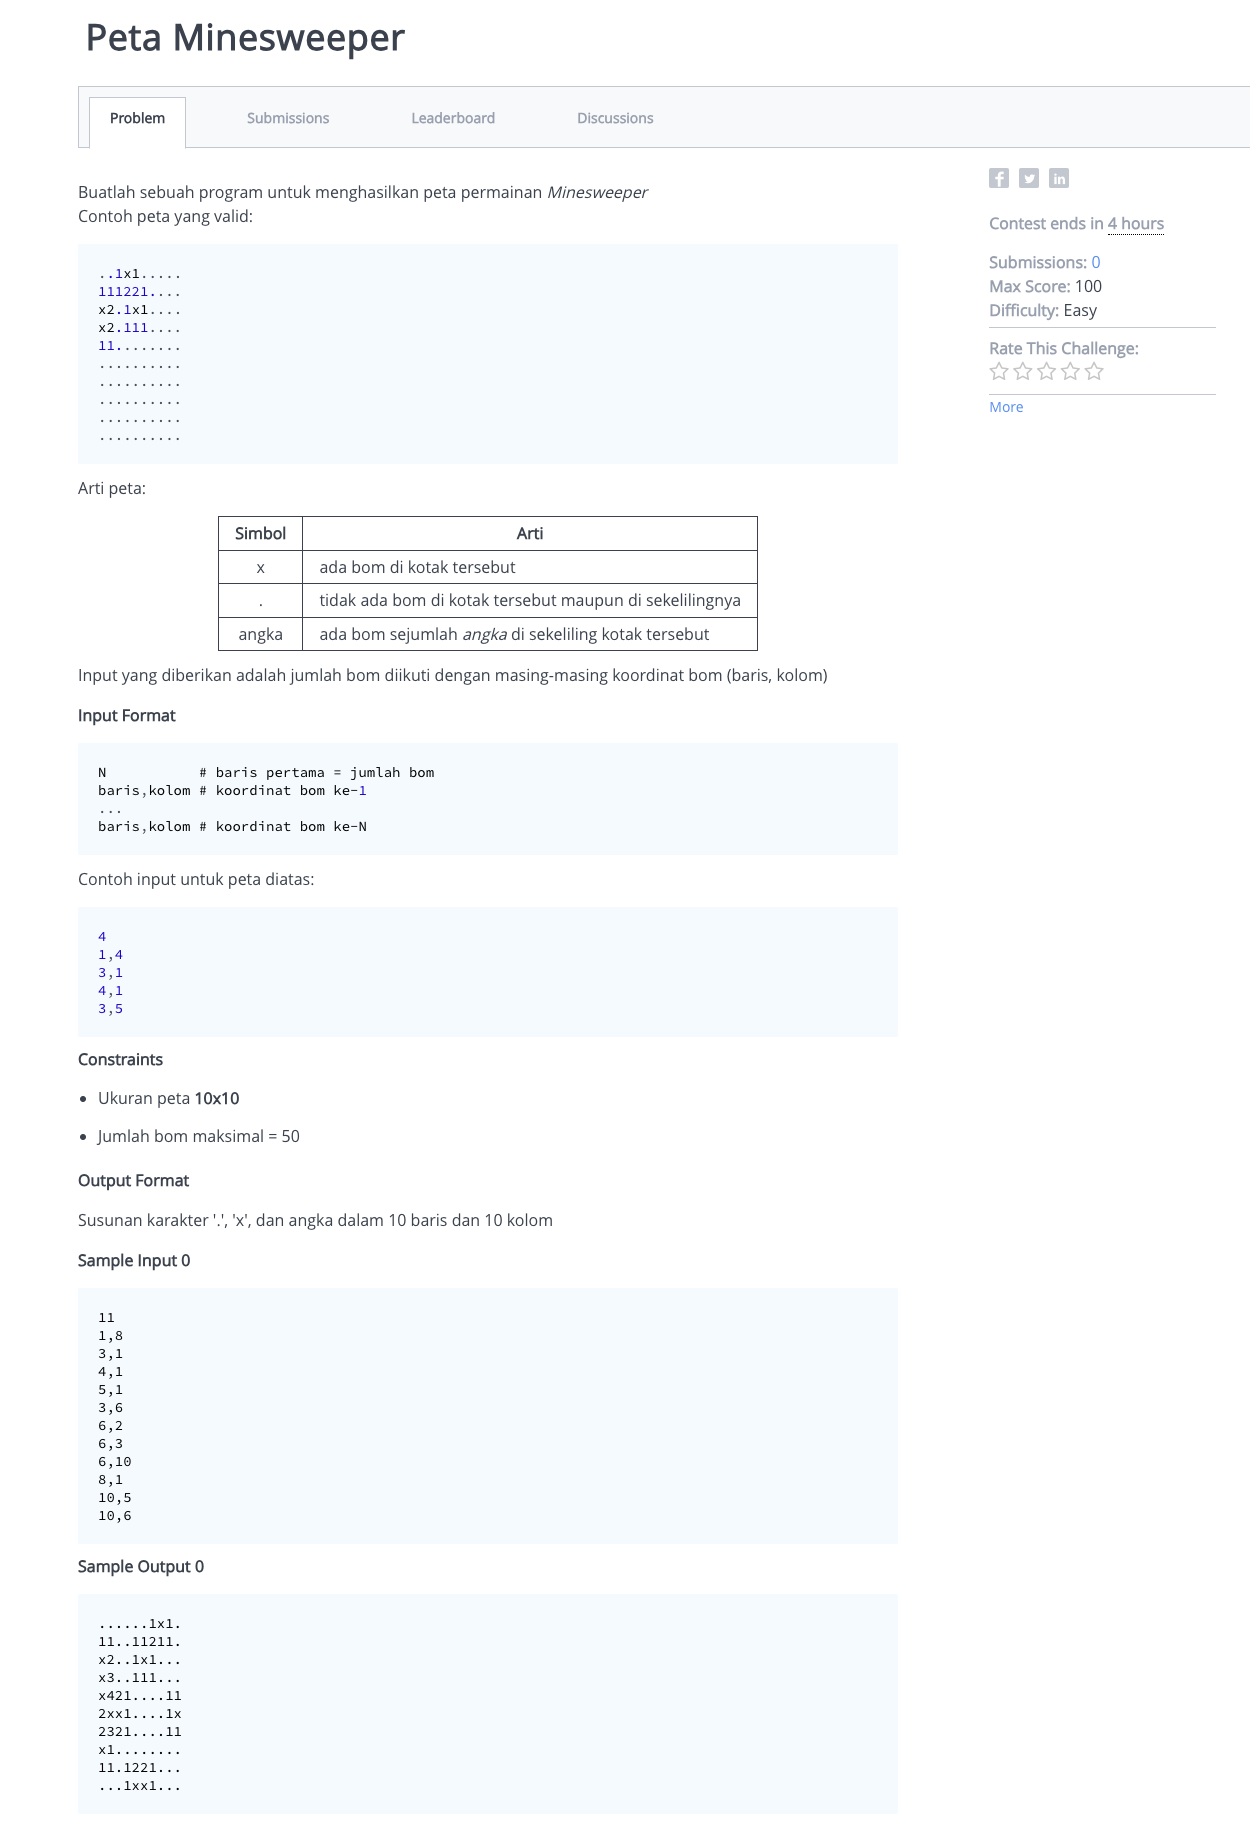 Peta Minesweeper
Problem
Submissions
Leaderboard
Discussions
Buatlah sebuah program untuk menghasilkan peta permainan Minesweeper
Contoh peta yang valid:
..1x1.....
111221....
x2.1x1....
x2.111....
11........
..........
..........
..........
..........
..........
Arti peta:
Simbol Arti
x ada bom di kotak tersebut
. tidak ada bom di kotak tersebut maupun di sekelilingnya
angka ada bom sejumlah angka di sekeliling kotak tersebut
Input yang diberikan adalah jumlah bom diikuti dengan masing-masing koordinat bom (baris, kolom)
Input Format
N # baris pertama = jumlah bom
baris,kolom # koordinat bom ke-1
...
baris,kolom # koordinat bom ke-N
Contoh input untuk peta diatas:
4
1,4
3,1
4,1
3,5
Constraints
• Ukuran peta 10x10
• Jumlah bom maksimal = 50
Output Format
Susunan karakter '.', 'x', dan angka dalam 10 baris dan 10 kolom
Sample Input 0
11
1,8
3,1
4,1
5,1
3,6
6,2
6,3
6,10
8,1
10,5
10,6
Sample Output 0
......1x1.
11..11211.
x2..1x1...
x3..111...
x421....11
2xx1....1x
2321....11
x1........
11.1221...
...1xx1...
f
in
Contest ends in 4 hours
Submissions: 0
Max Score: 100
Difficulty: Easy
Rate This Challenge:
More